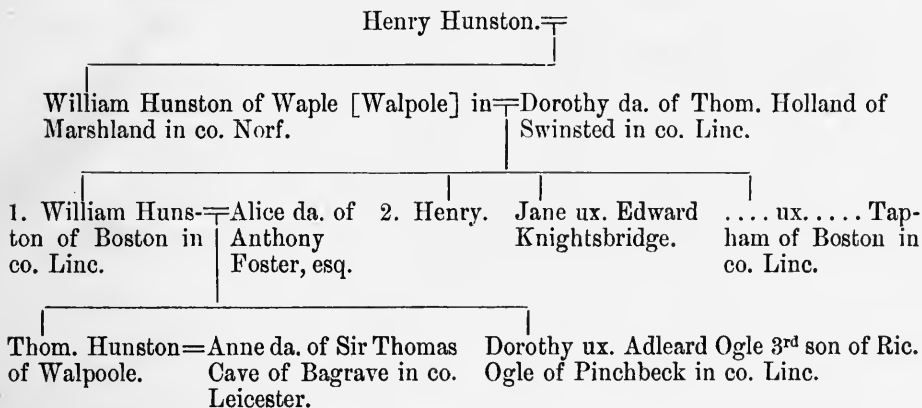 Henry Hunston.
William Hunston of Waple [Walpole] in
Marshland in co. Norf.
Dorothy da. of Thom. Holland of
Swinsted in co. Linc.
1. William Huns-
ton of Boston in
co. Linc.
Alice da. of
Anthony
Foster, esq.
2. Henry.
Jane ux. Edward
Knightsbridge.
.... ux. .... Tap-
ham of Boston in
co. Linc.
Thom. Hunston
of Walpoole.
Anne da. of Sir Thomas
Cave of Bagrave in co.
Leicester.
Dorothy ux. Adleard Ogle 3rd son of Ric.
Ogle of Pinchbeck in co. Linc.